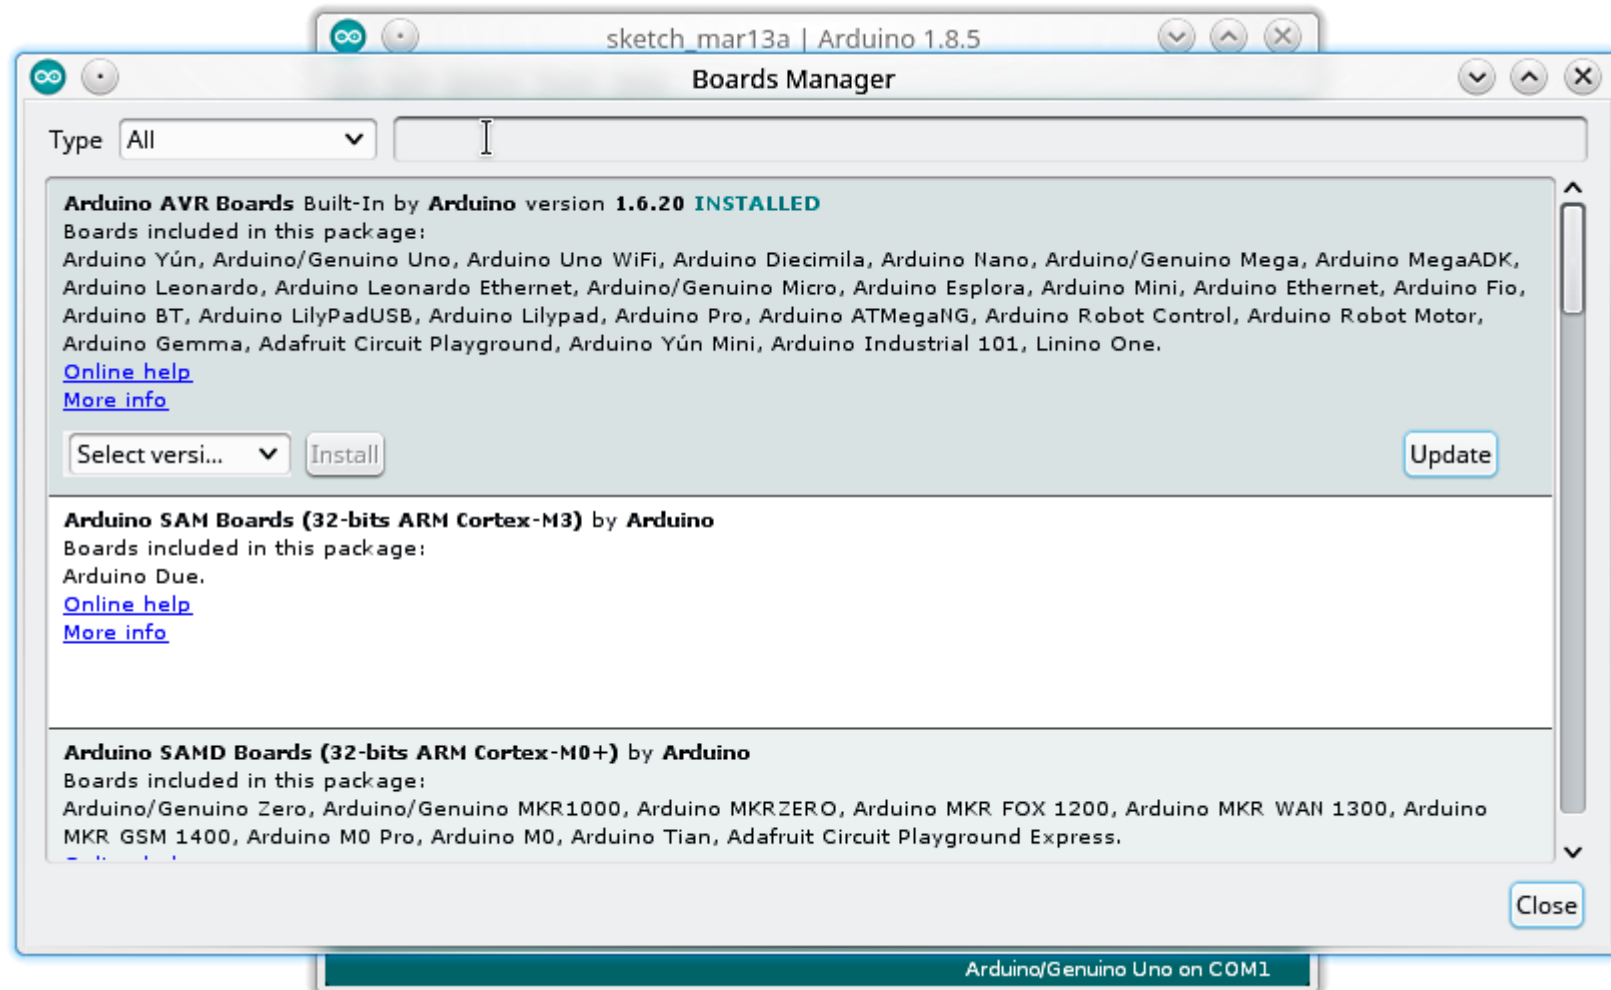 sketch_mar13a | Arduino 1.8.5
Boards Manager
Type All
Arduino AVR Boards Built-In by Arduino version 1.6.20 INSTALLED
Boards included in this package:
Arduino Yún, Arduino/Genuino Uno, Arduino Uno WiFi, Arduino Diecimila, Arduino Nano, Arduino/Genuino Mega, Arduino MegaADK,
Arduino Leonardo, Arduino Leonardo Ethernet, Arduino/Genuino Micro, Arduino Esplora, Arduino Mini, Arduino Ethernet, Arduino Fio,
Arduino BT, Arduino LilyPadUSB, Arduino Lilypad, Arduino Pro, Arduino ATMegaNG, Arduino Robot Control, Arduino Robot Motor,
Arduino Gemma, Adafruit Circuit Playground, Arduino Yún Mini, Arduino Industrial 101, Linino One.
Online help
More info
Select versi... Install Update
Arduino SAM Boards (32-bits ARM Cortex-M3) by Arduino
Boards included in this package:
Arduino Due.
Online help
More info
Arduino SAMD Boards (32-bits ARM Cortex-M0+) by Arduino
Boards included in this package:
Arduino/Genuino Zero, Arduino/Genuino MKR1000, Arduino MKRZERO, Arduino MKR FOX 1200, Arduino MKR WAN 1300, Arduino
MKR GSM 1400, Arduino M0 Pro, Arduino M0, Arduino Tian, Adafruit Circuit Playground Express.
Close
Arduino/Genuino Uno on COM1